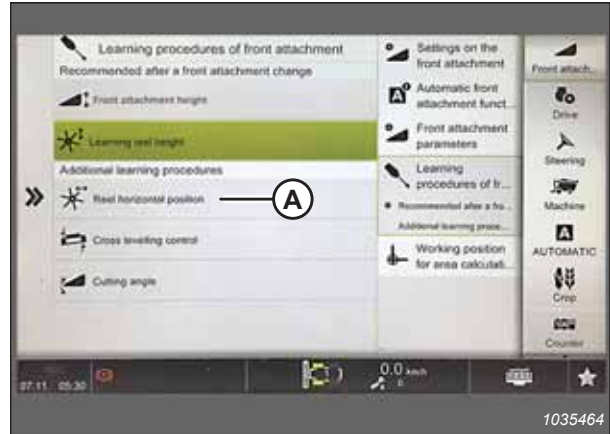 Learning procedures of front attachment
Recommended after a front attachment change
Front attachment height
Learning reel height
Additional learning procedures
Reel horizontal position
A
Cross levelling control
Cutting angle
Settings on the
front attachment
Automatic front
attachment funct...
Front attachment
parameters
Learning
procedures of fr...
Recommended after a fro...
Additional learning proce...
Working position
for area calculati...
Front attach...
Drive
Steering
Machine
A
AUTOMATIC
Crop
Counter
07.11 05:30
0.0 km/h
0
1035464